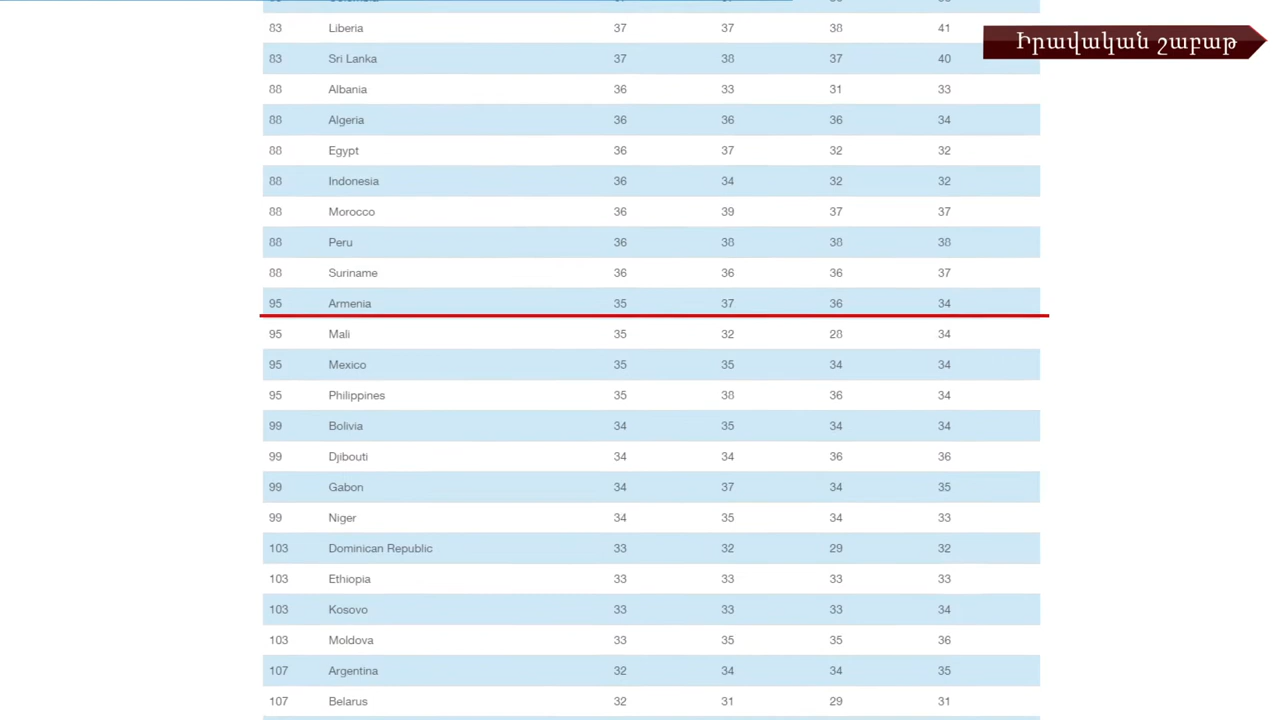 83 Liberia 37 37 38 41
Իրավական շաբաթ
83 Sri Lanka 37 38 37 40
88 Albania 36 33 31 33
88 Algeria 36 36 36 34
88 Egypt 36 37 32 32
88 Indonesia 36 34 32 32
88 Morocco 36 39 37 37
88 Peru 36 38 38 38
88 Suriname 36 36 36 37
95 Armenia 35 37 36 34
95 Mali 35 32 28 34
95 Mexico 35 35 34 34
95 Philippines 35 38 36 34
99 Bolivia 34 35 34 34
99 Djibouti 34 34 36 36
99 Gabon 34 37 34 35
99 Niger 34 35 34 33
103 Dominican Republic 33 32 29 32
103 Ethiopia 33 33 33 33
103 Kosovo 33 33 33 34
103 Moldova 33 35 35 36
107 Argentina 32 34 34 35
107 Belarus 32 31 29 31